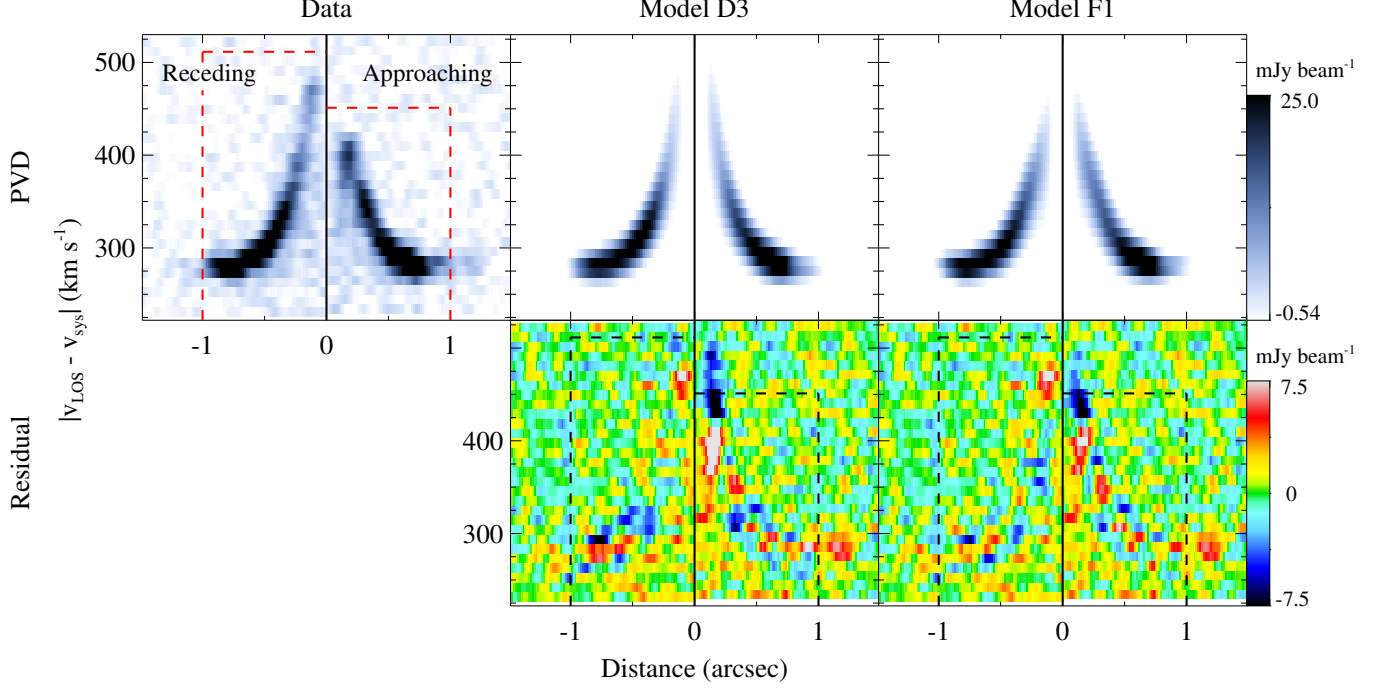 Data Model D3 Model F1
PVD
Residual
|v_LOS - v_sys| (km s⁻¹)
500
400
300
Receding
Approaching
-1 0 1
mJy beam⁻¹
25.0
-0.54
400
300
mJy beam⁻¹
7.5
0
-7.5
-1 0 1 -1 0 1
Distance (arcsec)